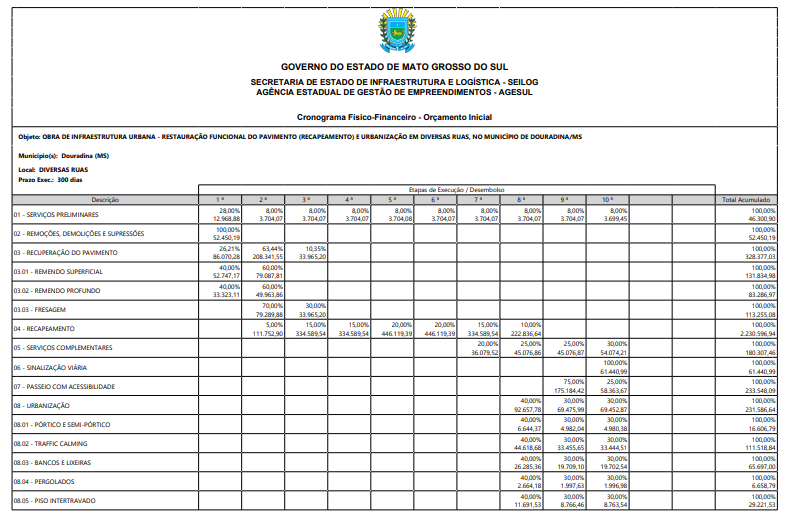 GOVERNO DO ESTADO DE MATO GROSSO DO SUL
SECRETARIA DE ESTADO DE INFRAESTRUTURA E LOGÍSTICA - SEILOG
AGÊNCIA ESTADUAL DE GESTÃO DE EMPREENDIMENTOS - AGESUL
Cronograma Físico-Financeiro - Orçamento Inicial
Objeto: OBRA DE INFRAESTRUTURA URBANA - RESTAURAÇÃO FUNCIONAL DO PAVIMENTO (RECAPEAMENTO) E URBANIZAÇÃO EM DIVERSAS RUAS, NO MUNICÍPIO DE DOURADINA/MS
Município(s): Douradina (MS)
Local: DIVERSAS RUAS
Prazo Exec.: 300 dias
Etapas de Execução / Desembolso
Descrição 1 ª 2 ª 3 ª 4 ª 5 ª 6 ª 7 ª 8 ª 9 ª 10 ª Total Acumulado
28,00% 8,00% 8,00% 8,00% 8,00% 8,00% 8,00% 8,00% 8,00% 8,00% 100,00%
01 - SERVIÇOS PRELIMINARES
12.968,88 3.704,07 3.704,07 3.704,07 3.704,08 3.704,07 3.704,07 3.704,07 3.704,07 3.699,45 46.300,90
100,00% 100,00%
02 - REMOÇÕES, DEMOLIÇÕES E SUPRESSÕES
52.450,19 52.450,19
26,21% 63,44% 10,35% 100,00%
03 - RECUPERAÇÃO DO PAVIMENTO
86.070,28 208.341,55 33.965,20 328.377,03
40,00% 60,00% 100,00%
03.01 - REMENDO SUPERFICIAL
52.747,17 79.087,81 131.834,98
40,00% 60,00% 100,00%
03.02 - REMENDO PROFUNDO
33.323,11 49.963,86 83.286,97
70,00% 30,00% 100,00%
03.03 - FRESAGEM
79.289,88 33.965,20 113.255,08
5,00% 15,00% 15,00% 20,00% 20,00% 15,00% 10,00% 100,00%
04 - RECAPEAMENTO
111.752,90 334.589,54 334.589,54 446.119,39 446.119,39 334.589,54 222.836,64 2.230.596,94
20,00% 25,00% 25,00% 30,00% 100,00%
05 - SERVIÇOS COMPLEMENTARES
36.079,52 45.076,86 45.076,87 54.074,21 180.307,46
100,00% 100,00%
06 - SINALIZAÇÃO VIÁRIA
61.440,99 61.440,99
75,00% 25,00% 100,00%
07 - PASSEIO COM ACESSIBILIDADE
175.184,42 58.363,67 233.548,09
40,00% 30,00% 30,00% 100,00%
08 - URBANIZAÇÃO
92.657,78 69.475,99 69.452,87 231.586,64
40,00% 30,00% 30,00% 100,00%
08.01 - PÓRTICO E SEMI-PÓRTICO
6.644,37 4.982,04 4.980,38 16.606,79
40,00% 30,00% 30,00% 100,00%
08.02 - TRAFFIC CALMING
44.618,68 33.455,65 33.444,51 111.518,84
40,00% 30,00% 30,00% 100,00%
08.03 - BANCOS E LIXEIRAS
26.285,36 19.709,10 19.702,54 65.697,00
40,00% 30,00% 30,00% 100,00%
08.04 - PERGOLADOS
2.664,18 1.997,63 1.996,98 6.658,79
40,00% 30,00% 30,00% 100,00%
08.05 - PISO INTERTRAVADO
11.691,53 8.766,46 8.763,54 29.221,53